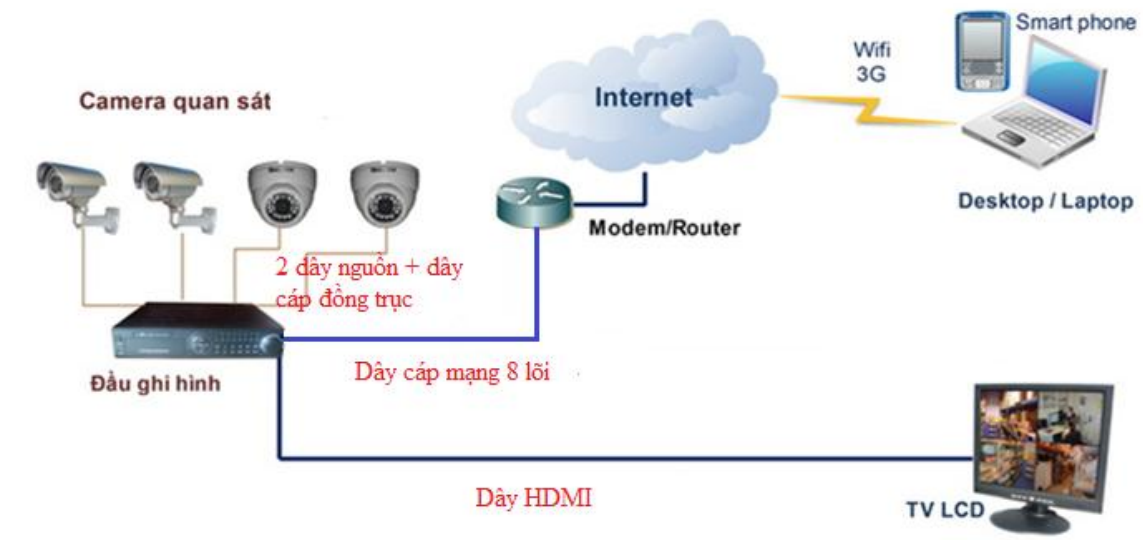 Smart phone
Wifi
3G
Internet
Camera quan sát
Desktop / Laptop
Modem/Router
2 dây nguồn + dây
cáp đồng trục
Dây cáp mạng 8 lõi
Đầu ghi hình
Dây HDMI
TV LCD